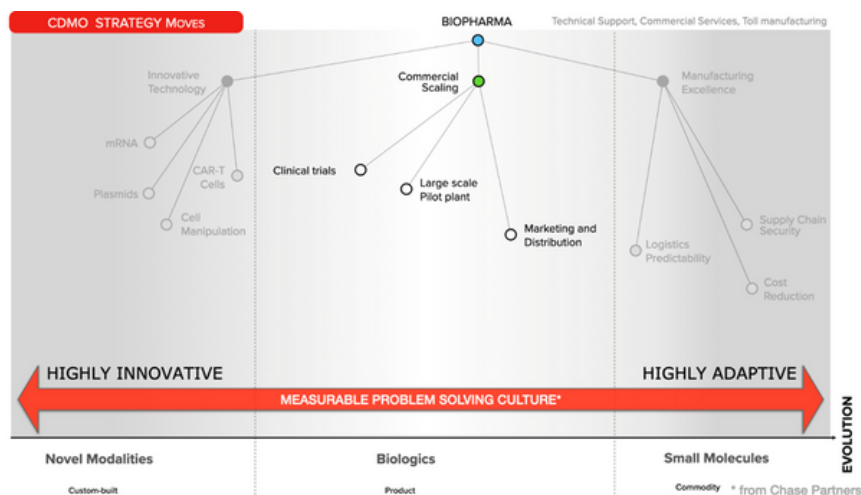 CDMO STRATEGY MOVES
BIOPHARMA
Technical Support, Commercial Services, Toll manufacturing
Innovative
Technology
Commercial
Scaling
Manufacturing
Excellence
mRNA
CAR-T
Cells
Plasmids
Cell
Manipulation
Clinical trials
Large scale
Pilot plant
Marketing and
Distribution
Logistics
Predictability
Supply Chain
Security
Cost
Reduction
HIGHLY INNOVATIVE
HIGHLY ADAPTIVE
MEASURABLE PROBLEM SOLVING CULTURE*
EVOLUTION
Novel Modalities
Biologics
Small Molecules
Custom-built
Product
Commodity
* from Chase Partners